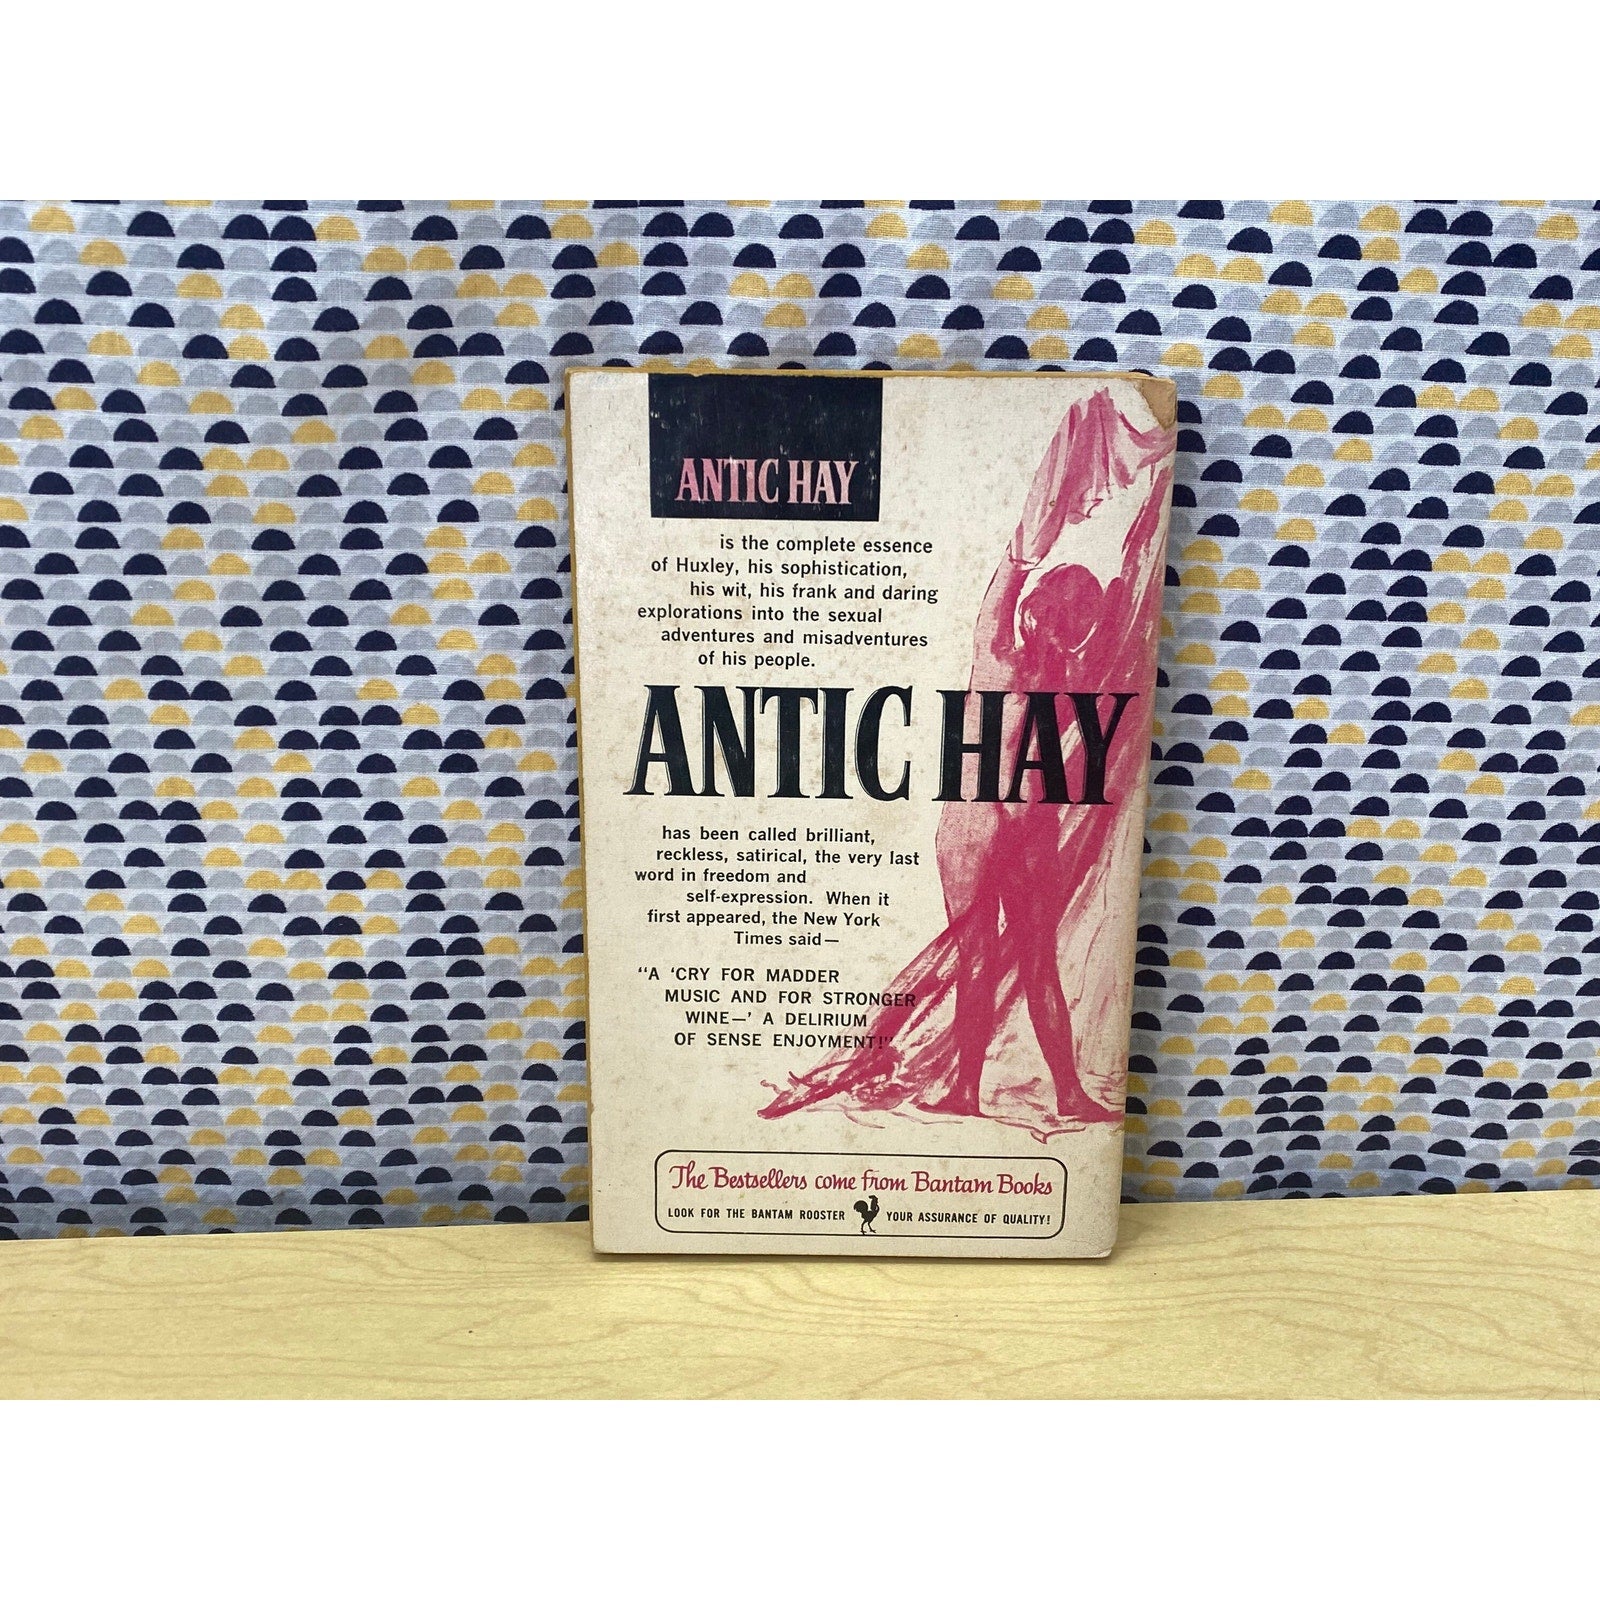 ANTIC HAY
is the complete essence
of Huxley, his sophistication,
his wit, his frank and daring
explorations into the sexual
adventures and misadventures
of his people.
ANTIC HAY
has been called brilliant,
reckless, satirical, the very last
word in freedom and
self-expression. When it
first appeared, the New York
Times said—
"A 'CRY FOR MADDER
MUSIC AND FOR STRONGER
WINE—' A DELIRIUM
OF SENSE ENJOYMENT!"
The Bestsellers come from Bantam Books
LOOK FOR THE BANTAM ROOSTER YOUR ASSURANCE OF QUALITY!